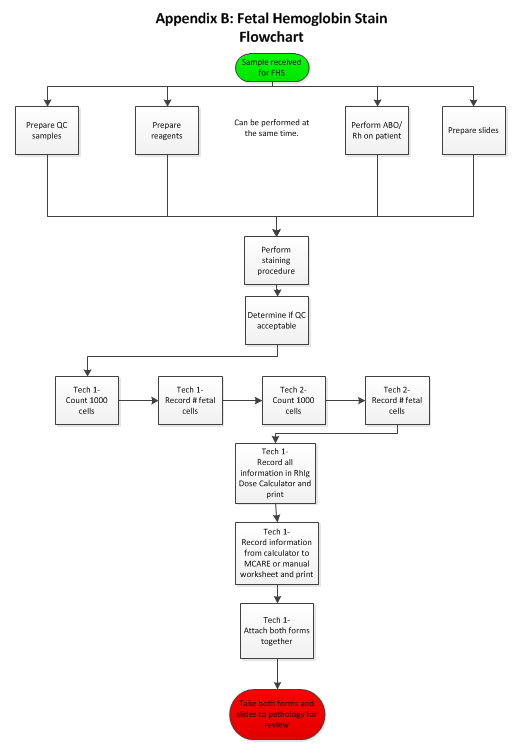 Appendix B: Fetal Hemoglobin Stain
Flowchart
Sample received
for FHS
Prepare QC
samples
Prepare
reagents
Can be performed at
the same time.
Perform ABO/
Rh on patient
Prepare slides
Perform
staining
procedure
Determine if QC
acceptable
Tech 1-
Count 1000
cells
Tech 1-
Record # fetal
cells
Tech 2-
Count 1000
cells
Tech 2-
Record # fetal
cells
Tech 1-
Record all
information in RhIg
Dose Calculator and
print
Tech 1-
Record information
from calculator to
MCARE or manual
worksheet and print
Tech 1-
Attach both forms
together
Take both forms and
slides to pathology for
review